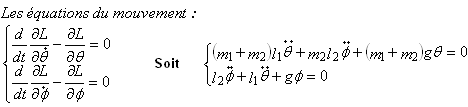 Les équations du mouvement :
d/dt ∂L/∂θ̇ − ∂L/∂θ = 0
d/dt ∂L/∂ϕ̇ − ∂L/∂ϕ = 0
Soit
(m₁+m₂)l₁θ̈ + m₂l₂ϕ̈ + (m₁+m₂)gθ = 0
l₂ϕ̈ + l₁θ̈ + gϕ = 0